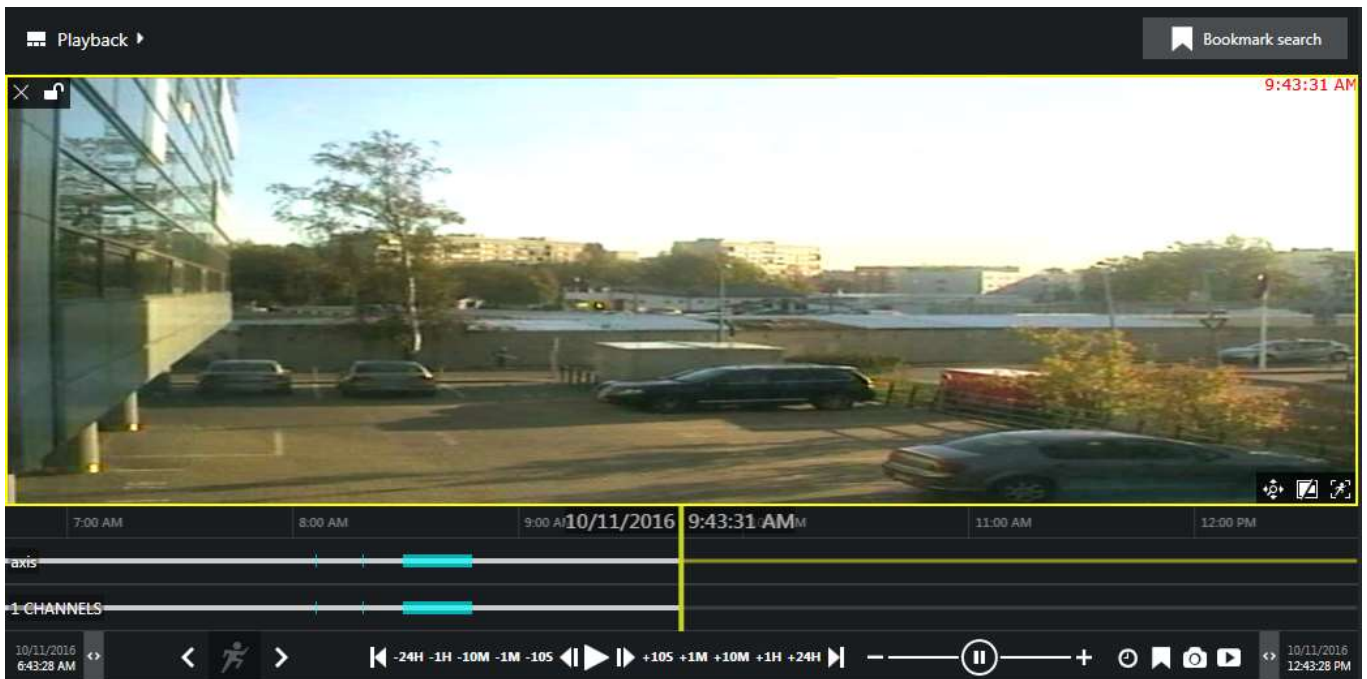 Playback
Bookmark search
9:43:31 AM
7:00 AM
8:00 AM
9:00 A
10/11/2016 9:43:31 AM
M
11:00 AM
12:00 PM
axis
1 CHANNELS
10/11/2016
6:43:28 AM
-24H -1H -10M -1M -10S
+10S +1M +10M +1H +24H
10/11/2016
12:43:28 PM